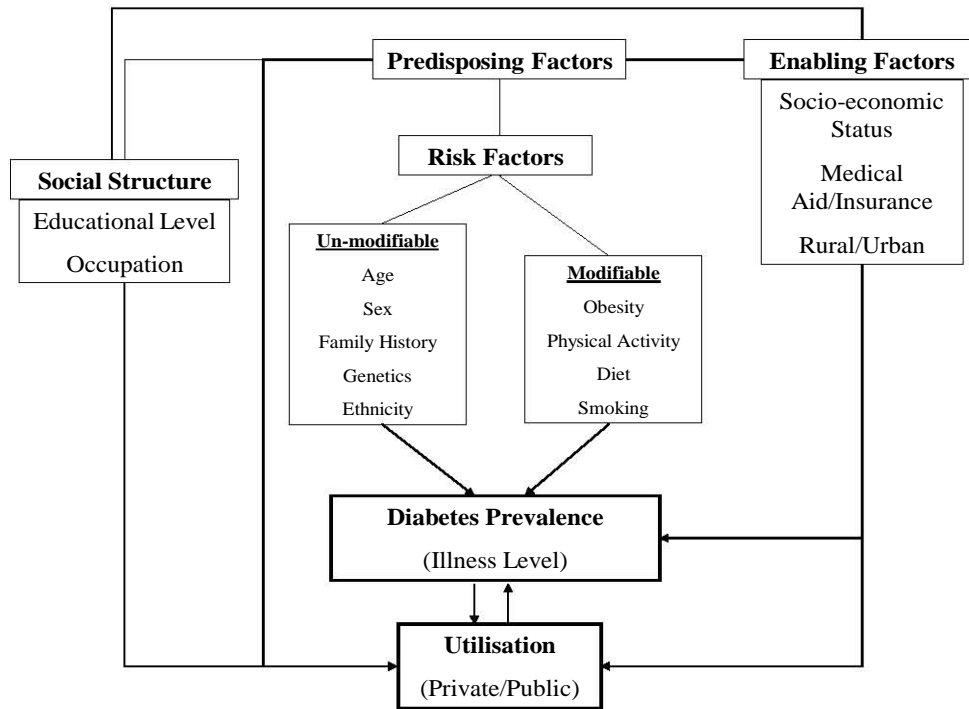 Predisposing Factors
Enabling Factors
Socio-economic
Status
Medical
Aid/Insurance
Rural/Urban
Risk Factors
Social Structure
Educational Level
Occupation
Un-modifiable
Age
Sex
Family History
Genetics
Ethnicity
Modifiable
Obesity
Physical Activity
Diet
Smoking
Diabetes Prevalence
(Illness Level)
Utilisation
(Private/Public)